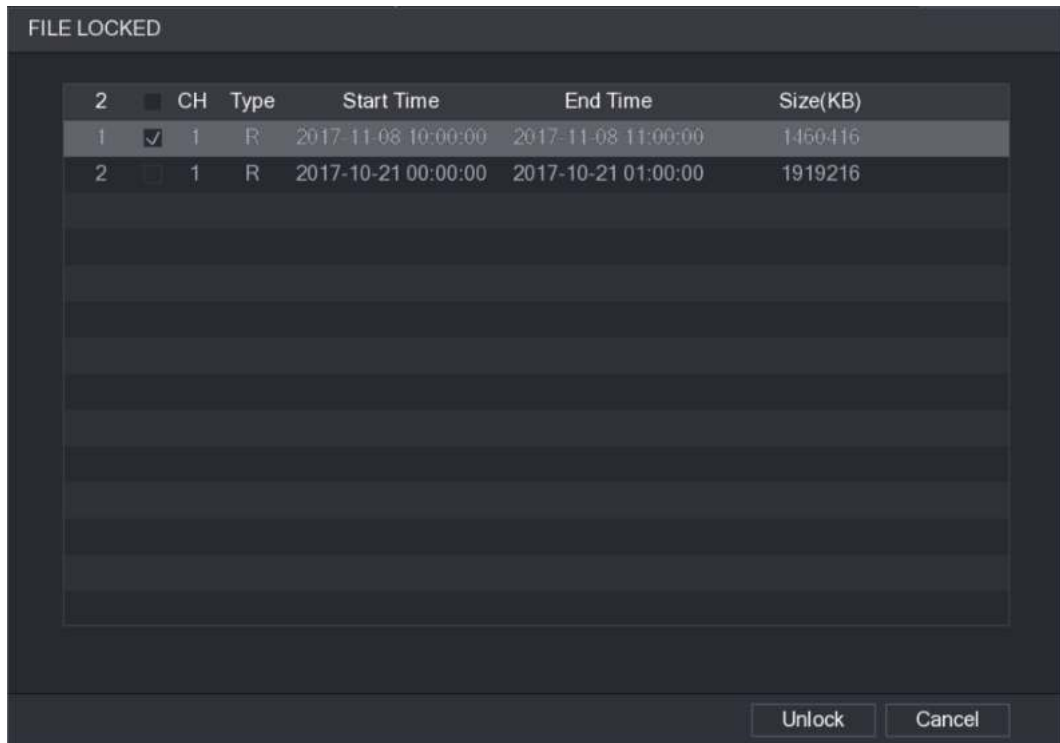 FILE LOCKED
2 CH Type Start Time End Time Size(KB)
1 1 R 2017-11-08 10:00:00 2017-11-08 11:00:00 1460416
2 1 R 2017-10-21 00:00:00 2017-10-21 01:00:00 1919216
Unlock Cancel